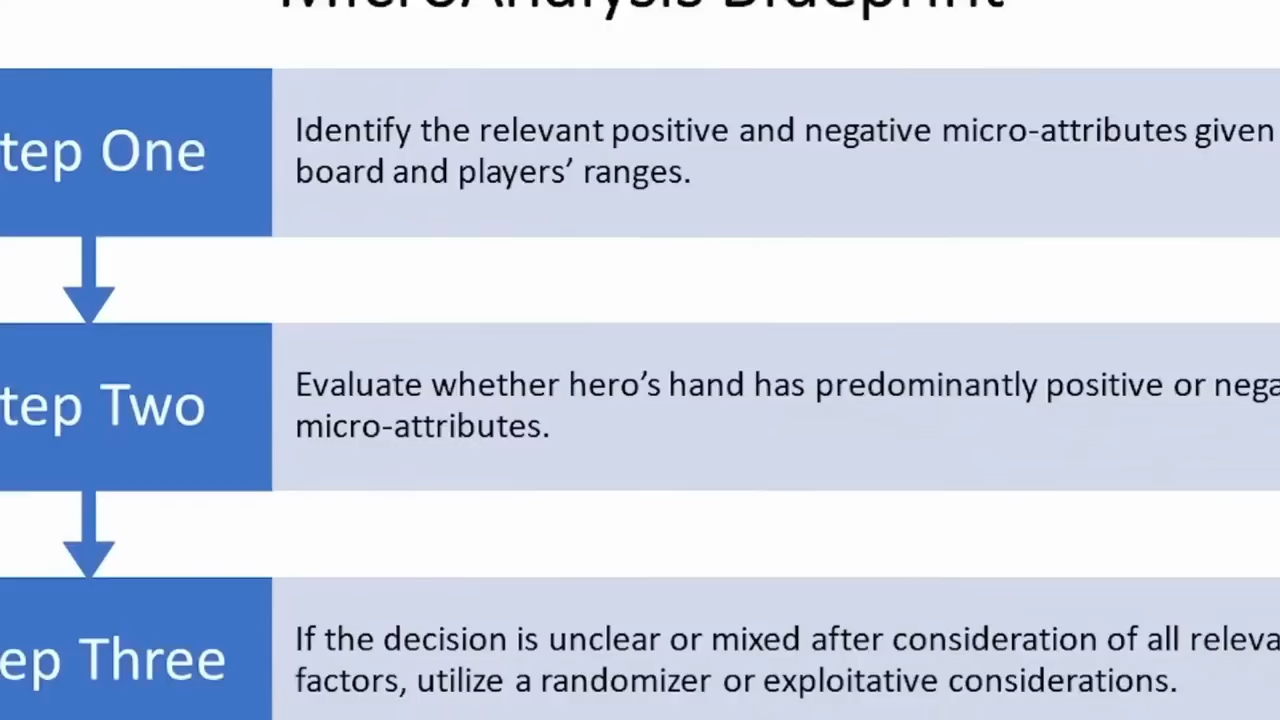 MicroAnalysis Blueprint
tep One
Identify the relevant positive and negative micro-attributes given
board and players’ ranges.
tep Two
Evaluate whether hero’s hand has predominantly positive or nega
micro-attributes.
ep Three
If the decision is unclear or mixed after consideration of all releva
factors, utilize a randomizer or exploitative considerations.